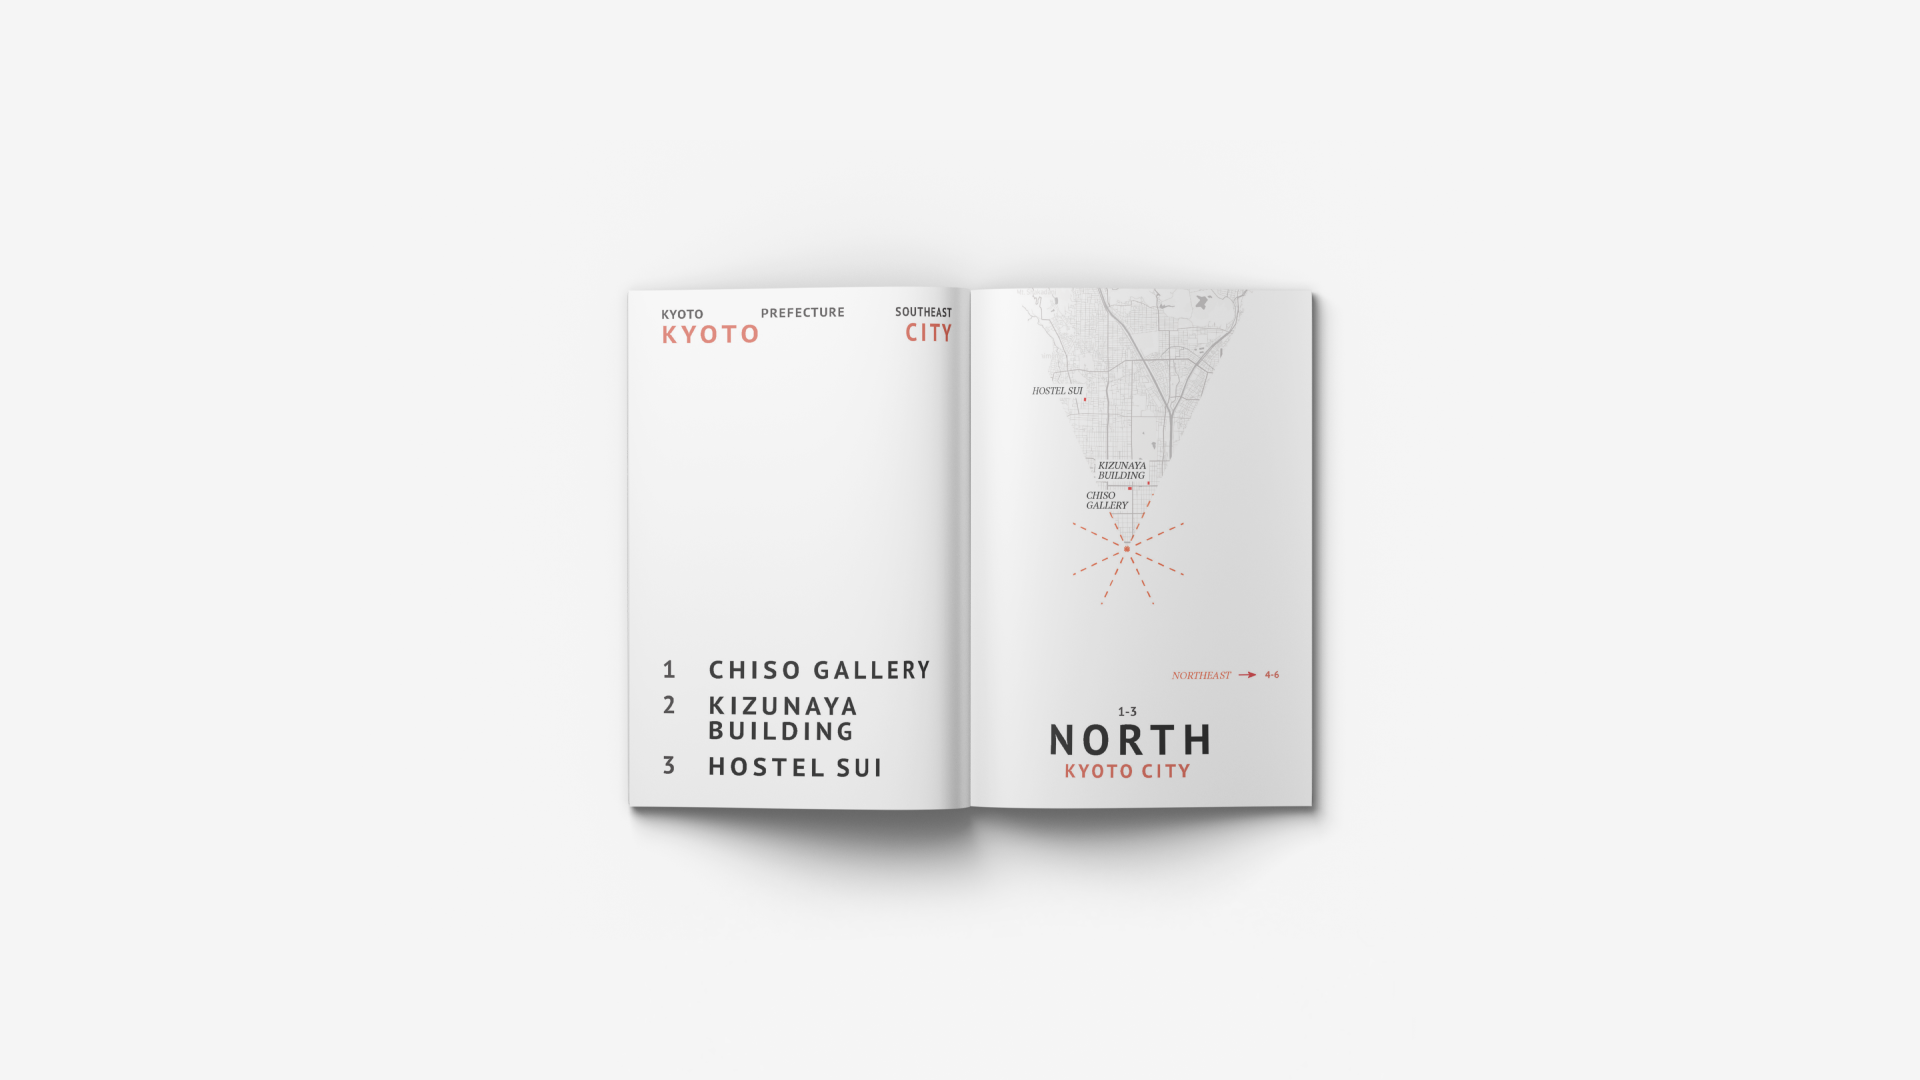 KYOTO PREFECTURE SOUTHEAST
KYOTO CITY
1 CHISO GALLERY
2 KIZUNAYA
BUILDING
3 HOSTEL SUI
HOSTEL SUI
KIZUNAYA
BUILDING
CHISO
GALLERY
NORTHEAST → 4-6
1-3
NORTH
KYOTO CITY